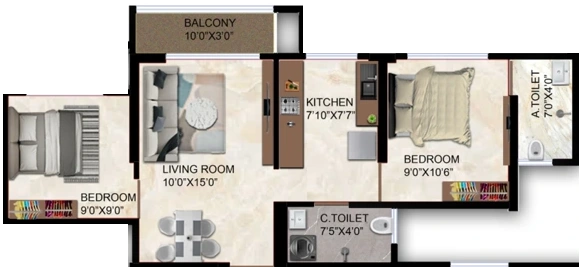 BALCONY
10'0"X3'0"
KITCHEN
7'10"X7'7"
A.TOILET
7'0"X4'0"
LIVING ROOM
10'0"X15'0"
BEDROOM
9'0"X10'6"
BEDROOM
9'0"X9'0"
C.TOILET
7'5"X4'0"